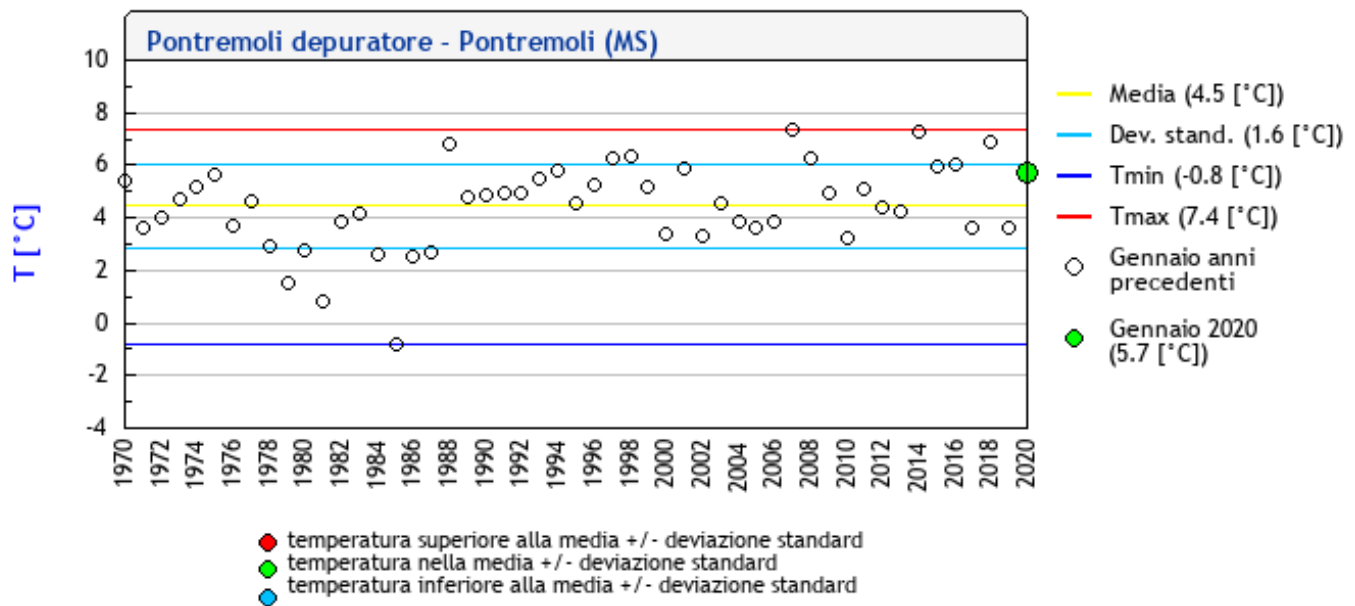 Pontremoli depuratore - Pontremoli (MS)
T [°C]
10
8
6
4
2
0
-2
-4
1970
1972
1974
1976
1978
1980
1982
1984
1986
1988
1990
1992
1994
1996
1998
2000
2002
2004
2006
2008
2010
2012
2014
2016
2018
2020
Media (4.5 [°C])
Dev. stand. (1.6 [°C])
Tmin (-0.8 [°C])
Tmax (7.4 [°C])
Gennaio anni
precedenti
Gennaio 2020
(5.7 [°C])
temperatura superiore alla media +/- deviazione standard
temperatura nella media +/- deviazione standard
temperatura inferiore alla media +/- deviazione standard